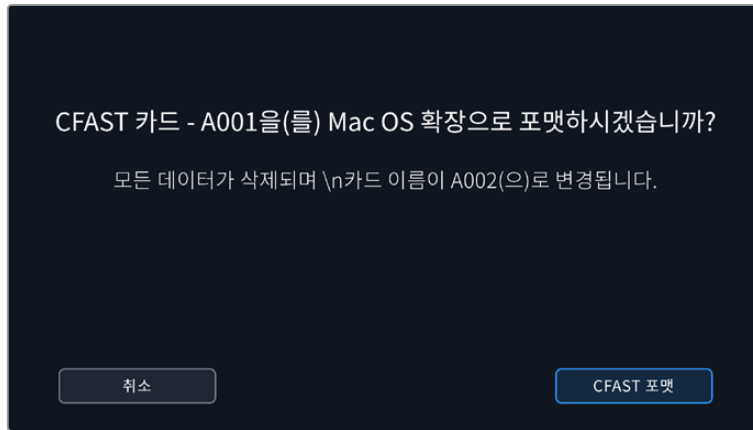 CFAST 카드 - A001을(를) Mac OS 확장으로 포맷하시겠습니까?
모든 데이터가 삭제되며 \n카드 이름이 A002(으)로 변경됩니다.
취소
CFAST 포맷